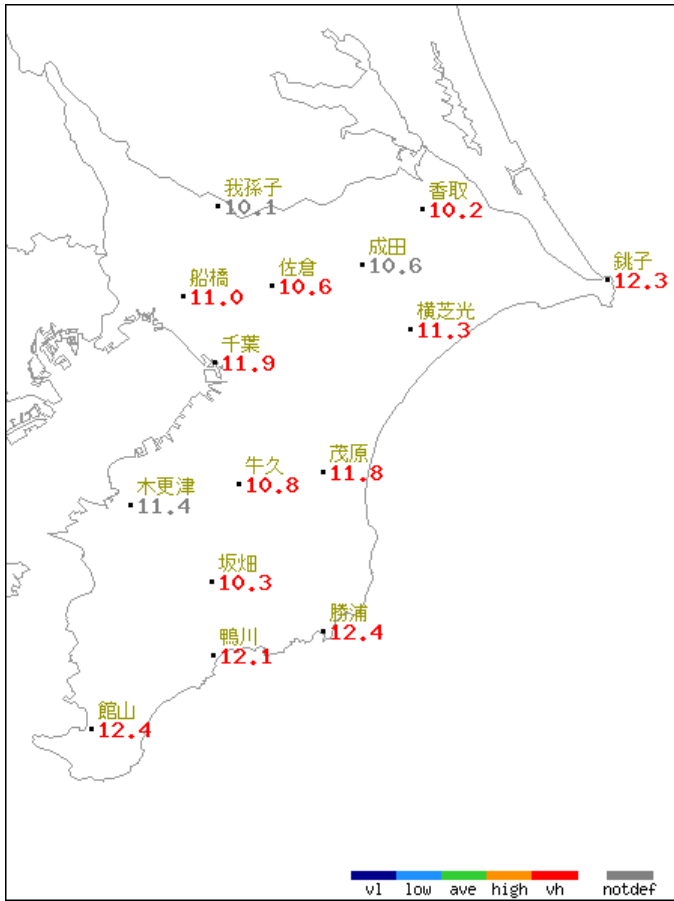 我孫子
10.1
香取
10.2
成田
10.6
銚子
12.3
船橋
11.0
佐倉
10.6
横芝光
11.3
千葉
11.9
茂原
11.8
牛久
10.8
木更津
11.4
坂畑
10.3
勝浦
12.4
鴨川
12.1
館山
12.4
vl low ave high vh notdef